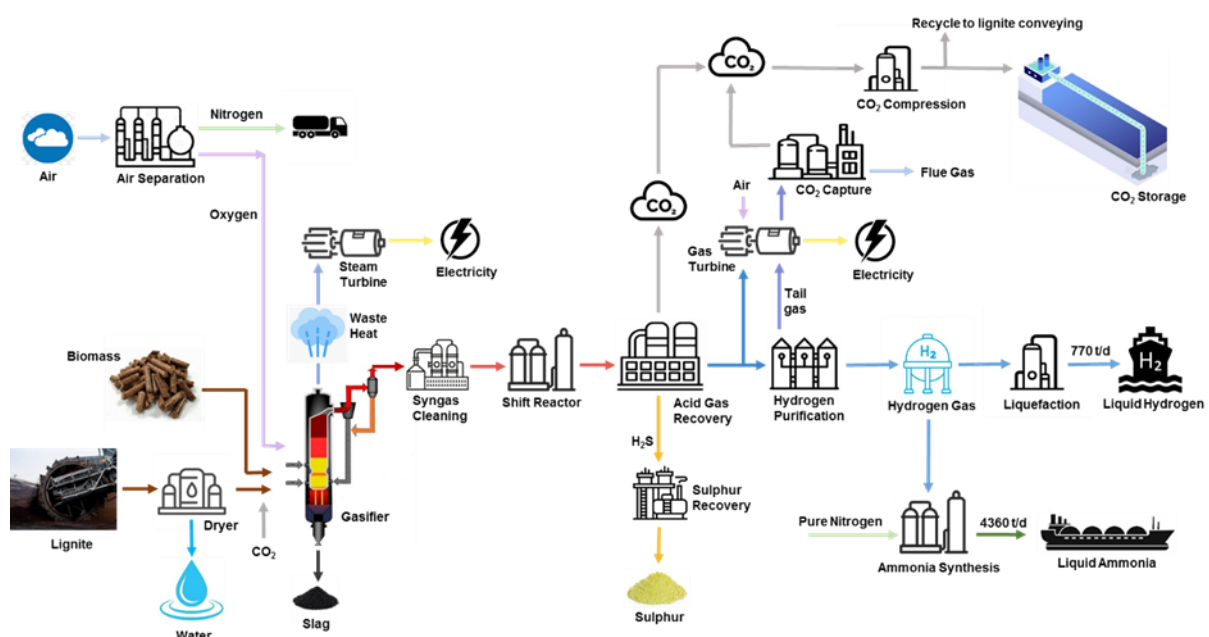 Recycle to lignite conveying
CO₂
CO₂ Compression
Nitrogen
Air
Air Separation
CO₂ Capture
Flue Gas
CO₂ Storage
Air
CO₂
Oxygen
Steam
Turbine
Electricity
Gas
Turbine
Electricity
Tail
gas
Waste
Heat
Biomass
H₂
770 t/d
H₂
Syngas
Cleaning
Shift Reactor
Acid Gas
Recovery
Hydrogen
Purification
Hydrogen Gas
Liquefaction
Liquid Hydrogen
H₂S
Sulphur
Recovery
Gasifier
Lignite
Dryer
CO₂
Pure Nitrogen
4360 t/d
Ammonia Synthesis
Liquid Ammonia
Slag
Sulphur
Water